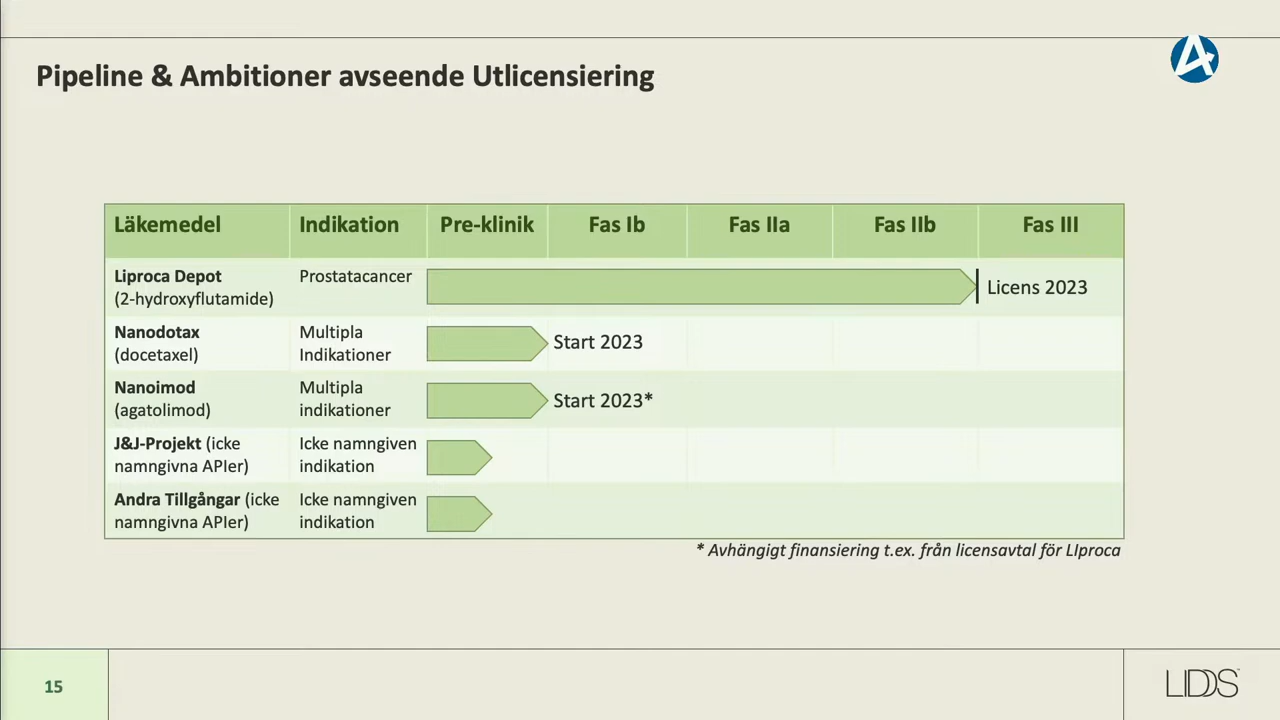 Pipeline & Ambitioner avseende Utlicensiering
Läkemedel Indikation Pre-klinik Fas Ib Fas IIa Fas IIb Fas III
Liproca Depot
(2-hydroxyflutamide)
Prostatacancer
Licens 2023
Nanodotax
(docetaxel)
Multipla
Indikationer
Start 2023
Nanoimod
(agatolimod)
Multipla
indikationer
Start 2023*
J&J-Projekt (icke
namngivna APIer)
Icke namngiven
indikation
Andra Tillgångar (icke
namngivna APIer)
Icke namngiven
indikation
* Avhängigt finansiering t.ex. från licensavtal för LIproca
15
LIDDS